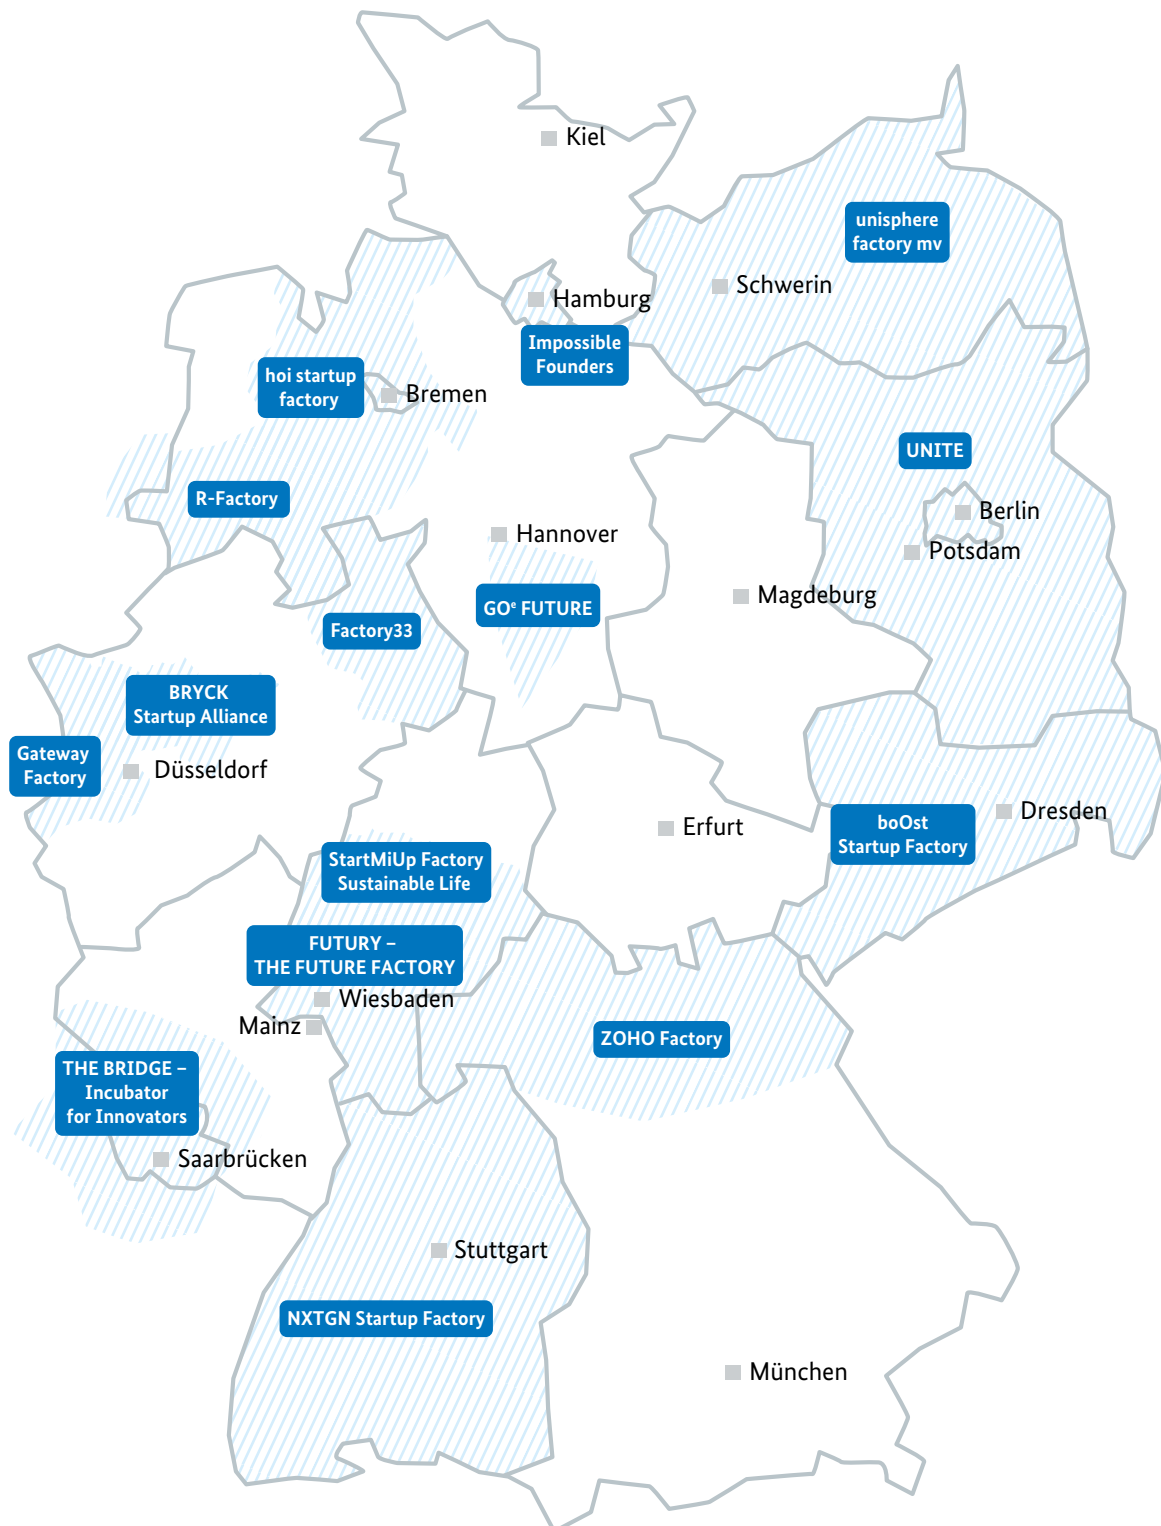 Kiel
unisphere
factory mv
Schwerin
Hamburg
Impossible
Founders
hoi startup
factory
Bremen
UNITE
R-Factory
Berlin
Hannover
Potsdam
Magdeburg
GOᵉ FUTURE
Factory33
BRYCK
Startup Alliance
Gateway
Factory
Düsseldorf
Dresden
boOst
Startup Factory
Erfurt
StartMiUp Factory
Sustainable Life
FUTURY –
THE FUTURE FACTORY
Wiesbaden
Mainz
ZOHO Factory
THE BRIDGE –
Incubator
for Innovators
Saarbrücken
Stuttgart
NXTGN Startup Factory
München